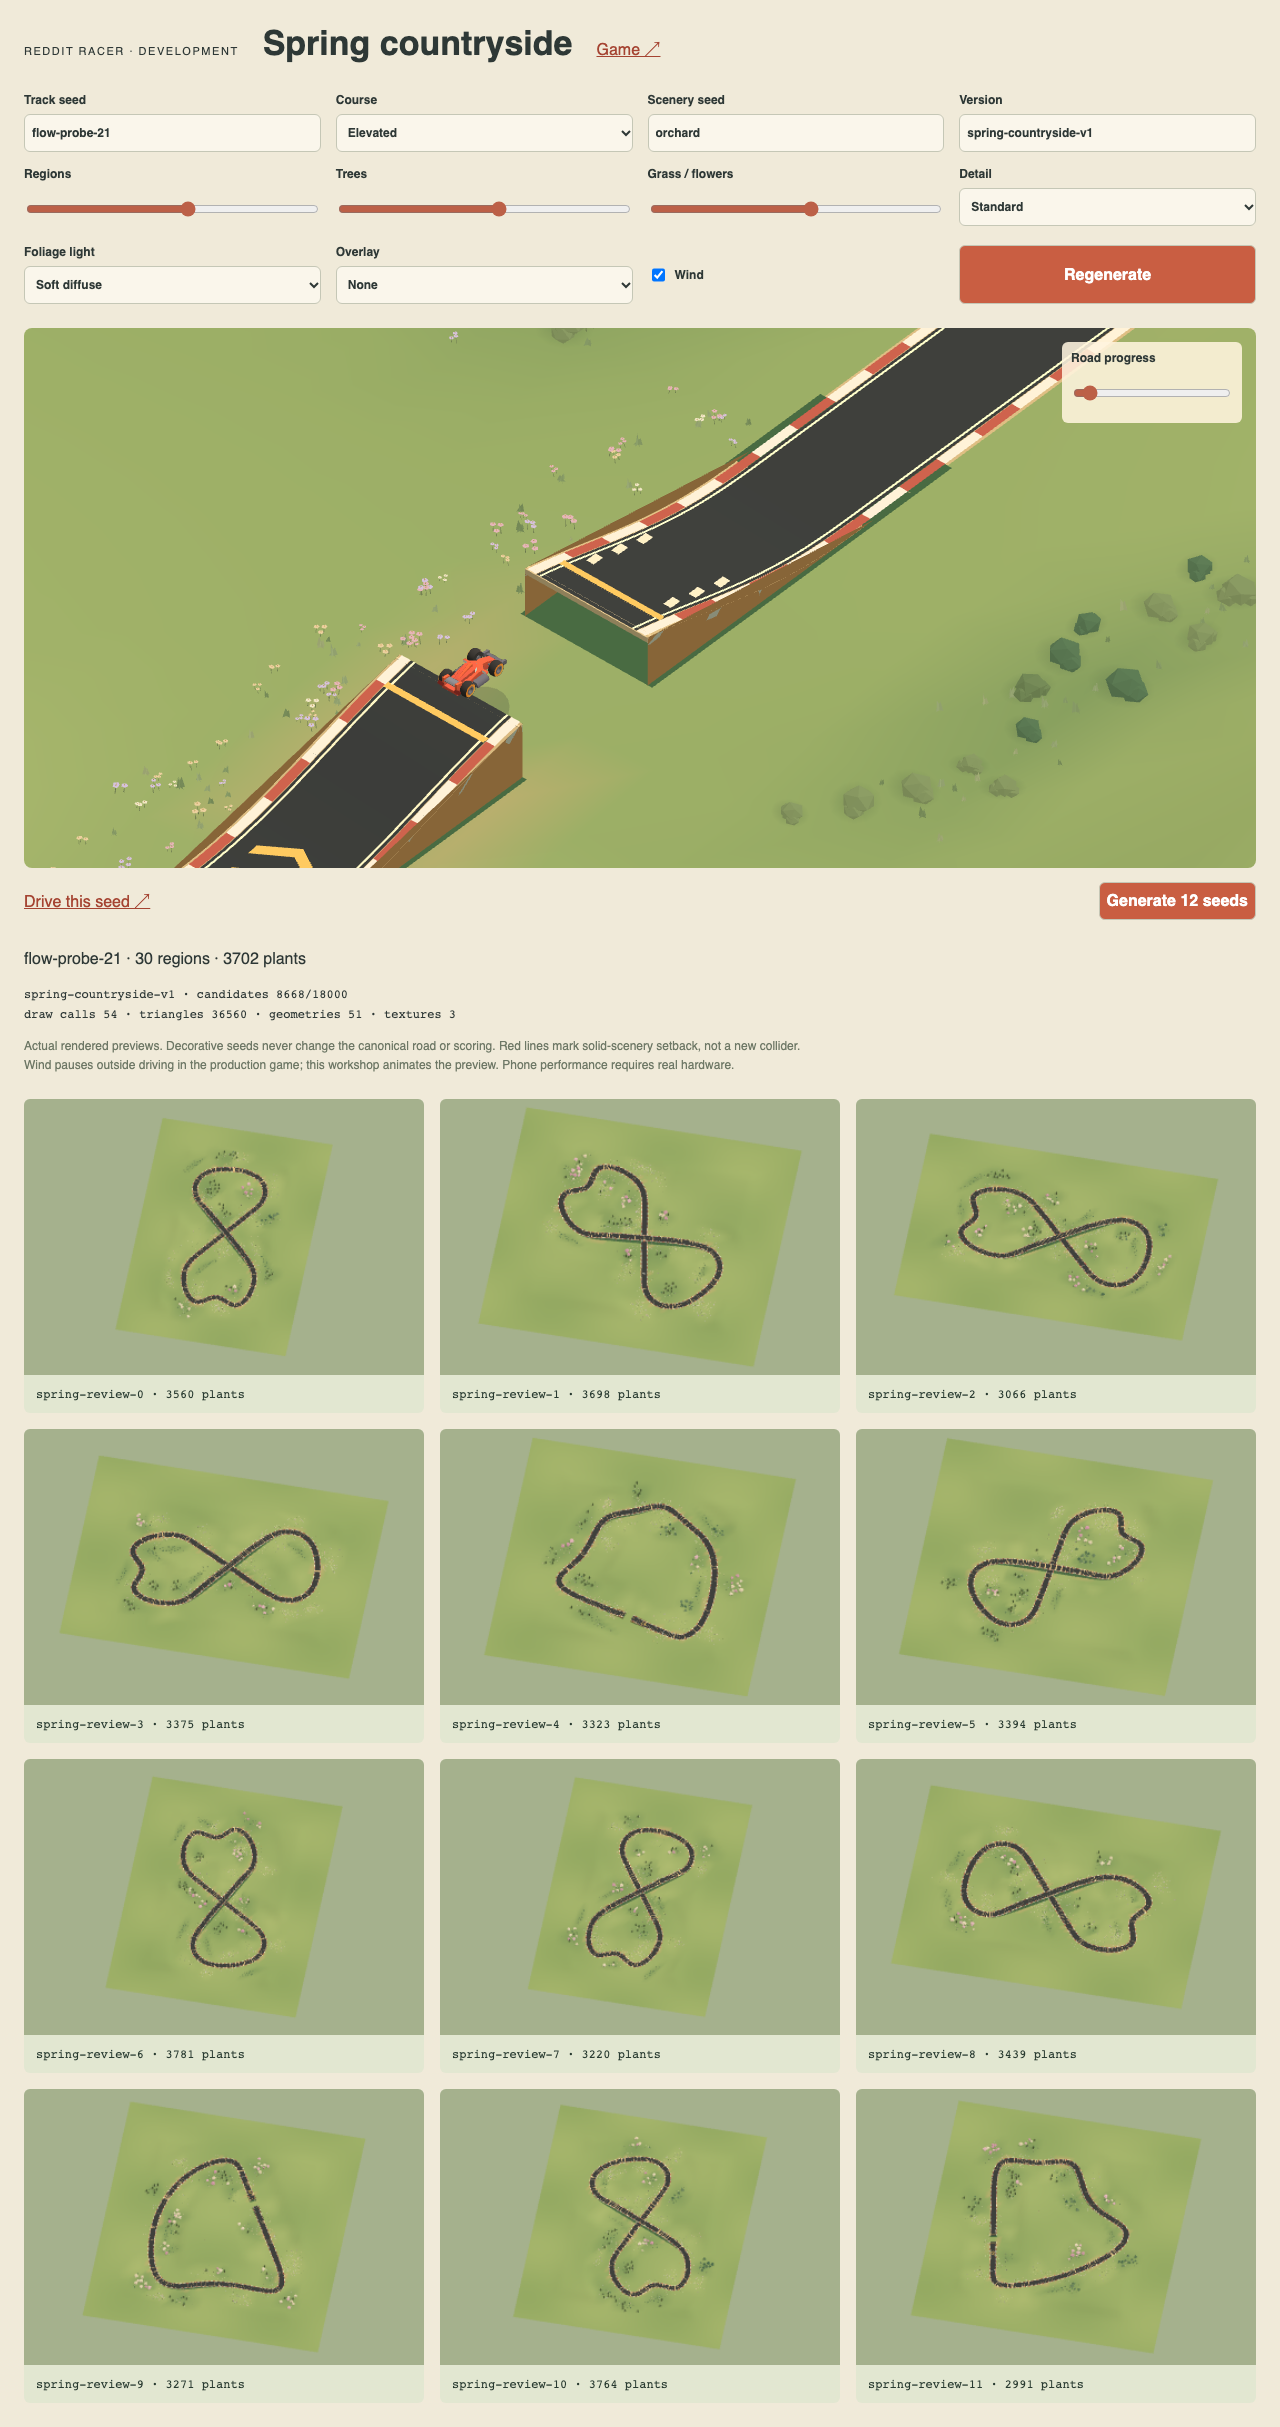 REDDIT RACER · DEVELOPMENT Spring countryside Game ↗
Track seed Course Scenery seed Version
flow-probe-21 Elevated orchard spring-countryside-v1
Regions Trees Grass / flowers Detail
Standard
Foliage light Overlay
Soft diffuse None Wind Regenerate
Road progress
Drive this seed ↗ Generate 12 seeds
flow-probe-21 · 30 regions · 3702 plants
spring-countryside-v1 · candidates 8668/18000
draw calls 54 · triangles 36560 · geometries 51 · textures 3
Actual rendered previews. Decorative seeds never change the canonical road or scoring. Red lines mark solid-scenery setback, not a new collider.
Wind pauses outside driving in the production game; this workshop animates the preview. Phone performance requires real hardware.
spring-review-0 · 3560 plants
spring-review-1 · 3698 plants
spring-review-2 · 3066 plants
spring-review-3 · 3375 plants
spring-review-4 · 3323 plants
spring-review-5 · 3394 plants
spring-review-6 · 3781 plants
spring-review-7 · 3220 plants
spring-review-8 · 3439 plants
spring-review-9 · 3271 plants
spring-review-10 · 3764 plants
spring-review-11 · 2991 plants